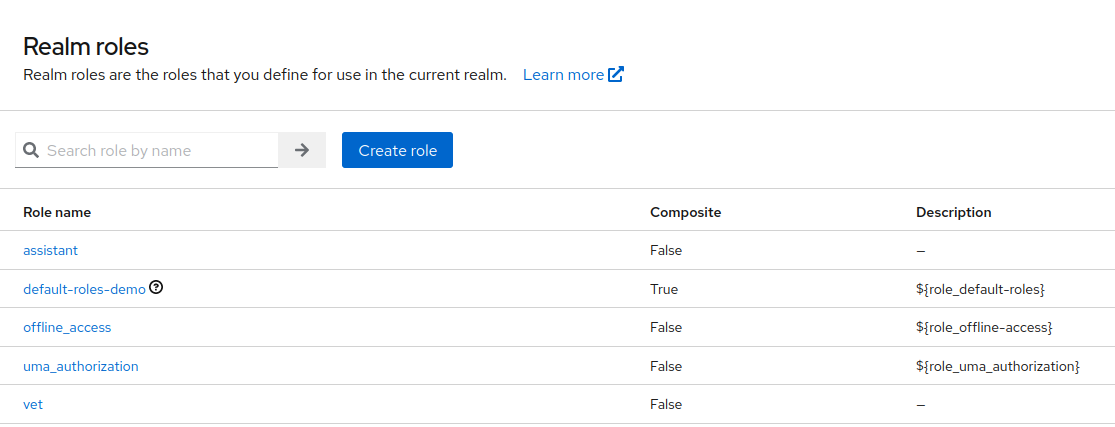 Realm roles
Realm roles are the roles that you define for use in the current realm. Learn more
Search role by name Create role
Role name Composite Description
assistant False –
default-roles-demo True ${role_default-roles}
offline_access False ${role_offline-access}
uma_authorization False ${role_uma_authorization}
vet False –